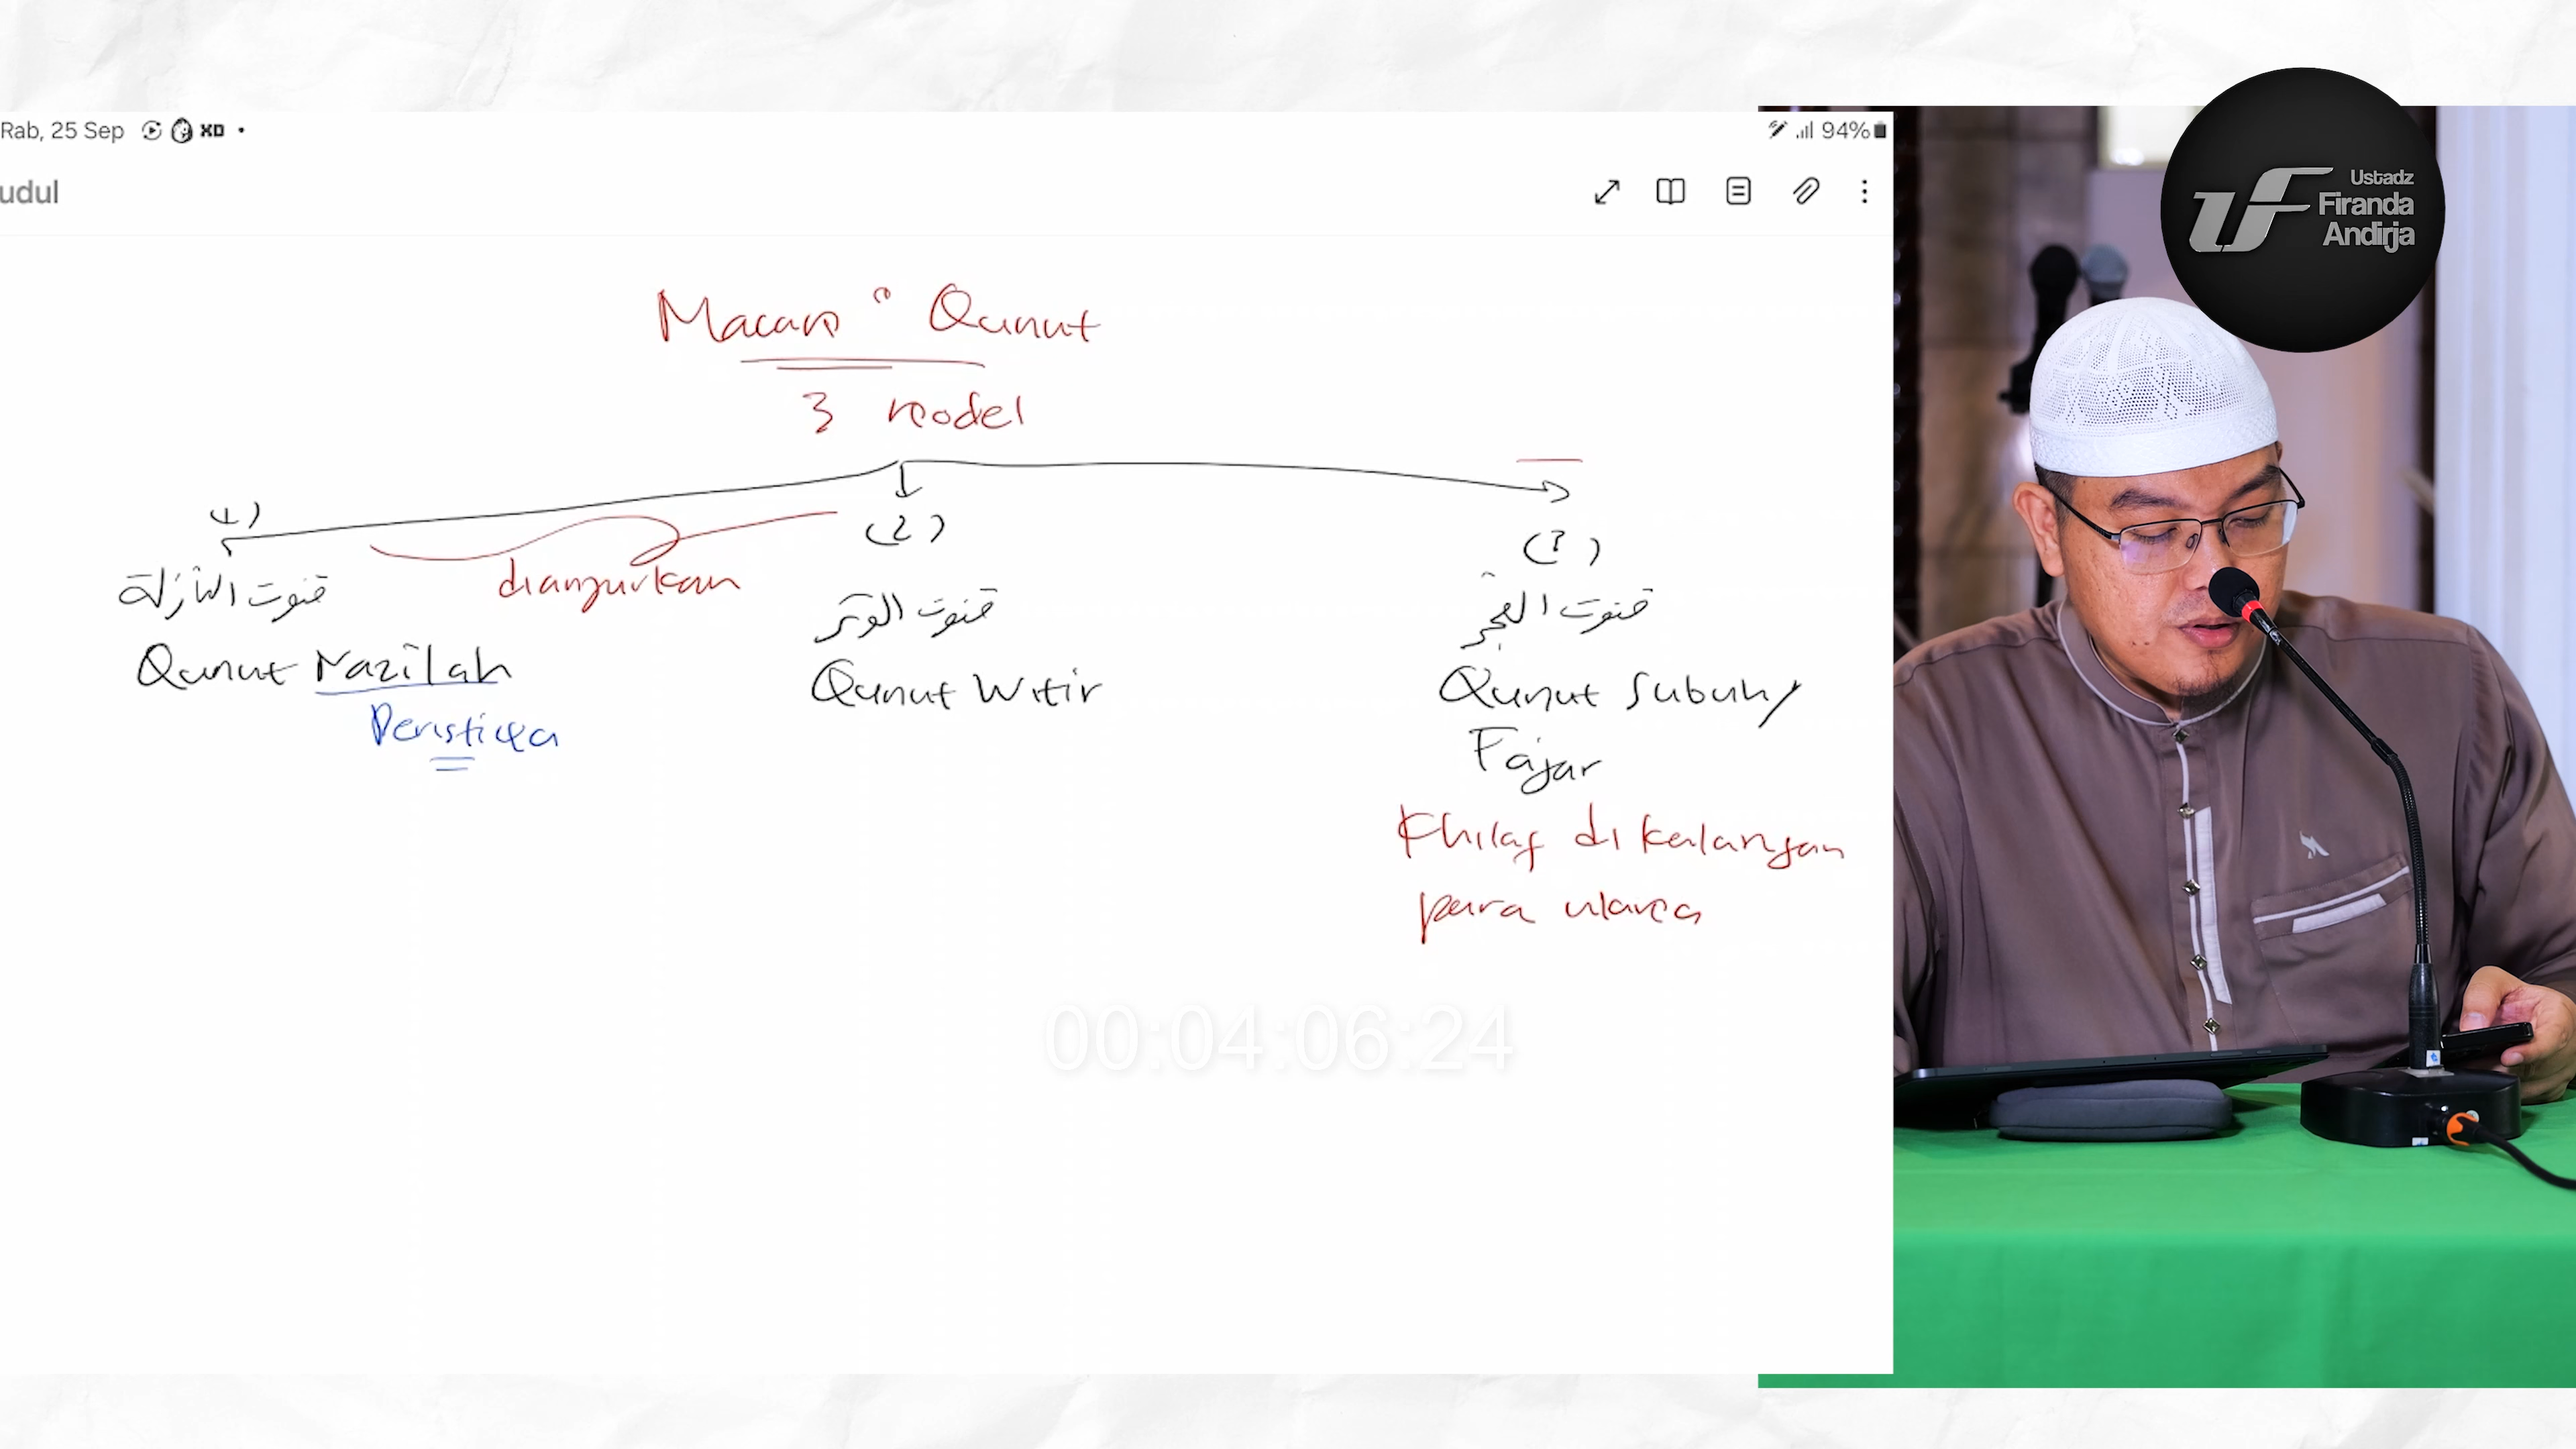 Rab, 25 Sep XD •
94%
udul
Ustadz
Firanda
Andirja
Macam" Qunut
3 model
(1)
(2)
(3)
dianjurkan
قنوت النازلة
قنوت الوتر
قنوت الفجر
Qunut Nazilah
Qunut Witir
Qunut Subuh/
Peristiwa
Fajar
Khilaf di kalangan
para ulama
00:04:06:24